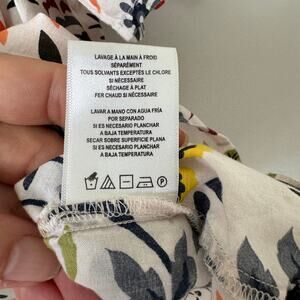 LAVAGE À LA MAIN À FROID
SÉPARÉMENT
TOUS SOLVANTS EXCEPTÉS LE CHLORE
SI NÉCESSAIRE
SÉCHAGE À PLAT
FER CHAUD SI NÉCESSAIRE
LAVAR A MANO CON AGUA FRÍA
POR SEPARADO
SI ES NECESARIO PLANCHAR
A BAJA TEMPERATURA
SECAR SOBRE SUPERFICIE PLANA
SI ES NECESARIO PLANCHAR
A BAJA TEMPERATURA
P